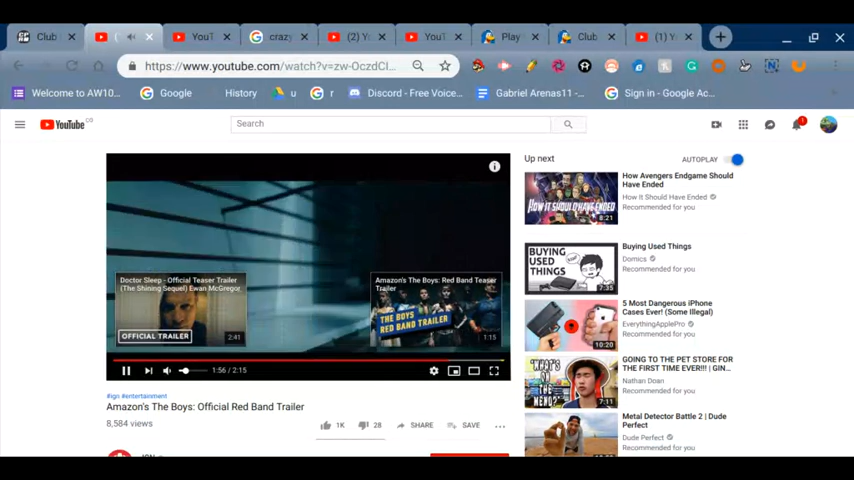 Club
(
YouT
crazy
(2) Y
YouT
Play
Club
(1) Y
https://www.youtube.com/watch?v=zw-OczdC
Welcome to AW10...
Google
History
u
r
Discord - Free Voice...
Gabriel Arenas11 -...
Sign in - Google Ac...
YouTube
CO
Search
1
Up next
AUTOPLAY
Doctor Sleep - Official Teaser Trailer
(The Shining Sequel) Ewan McGregor
OFFICIAL TRAILER
2:41
Amazon's The Boys: Red Band Teaser
Trailer
THE BOYS
RED BAND TRAILER
1:15
1:56 / 2:15
#ign #entertainment
Amazon's The Boys: Official Red Band Trailer
8,584 views
1K
28
SHARE
SAVE
HOW IT SHOULD HAVE ENDED
8:21
How Avengers Endgame Should
Have Ended
How It Should Have Ended
Recommended for you
BUYING
USED
THINGS
7:35
Buying Used Things
Domics
Recommended for you
10:20
5 Most Dangerous iPhone
Cases Ever! (Some Illegal)
EverythingApplePro
Recommended for you
WHAT'S
ON THE
MENU?
7:11
GOING TO THE PET STORE FOR
THE FIRST TIME EVER!!! | GIN...
Nathan Doan
Recommended for you
Metal Detector Battle 2 | Dude
Perfect
Dude Perfect
Recommended for you